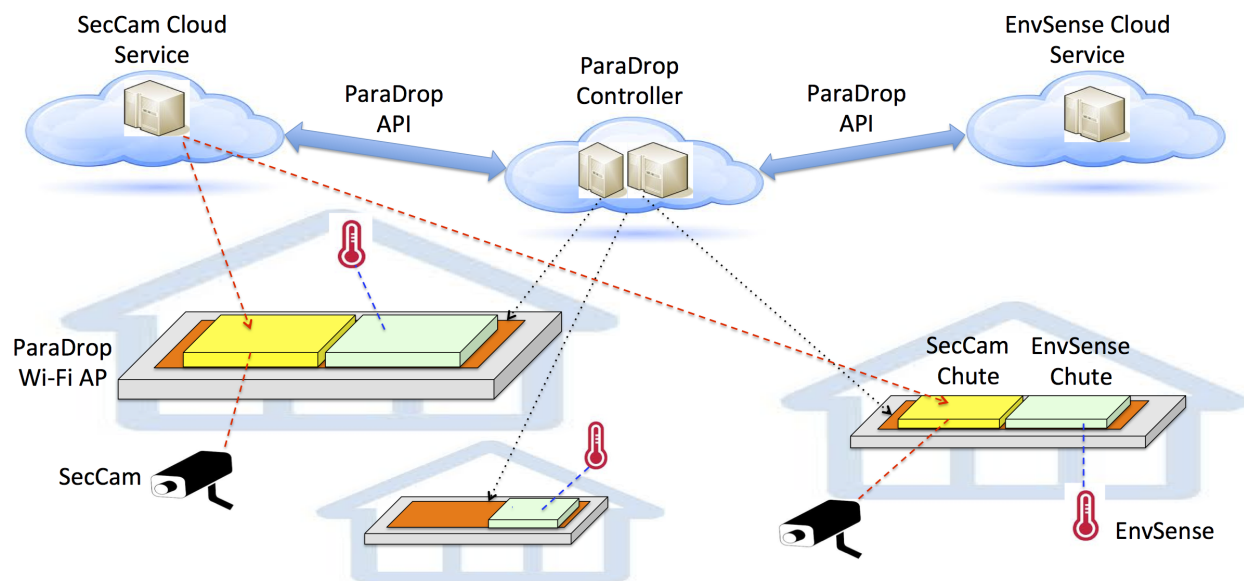 SecCam Cloud
Service
ParaDrop
API
ParaDrop
Controller
ParaDrop
API
EnvSense Cloud
Service
ParaDrop
Wi-Fi AP
SecCam
Chute
EnvSense
Chute
SecCam
EnvSense